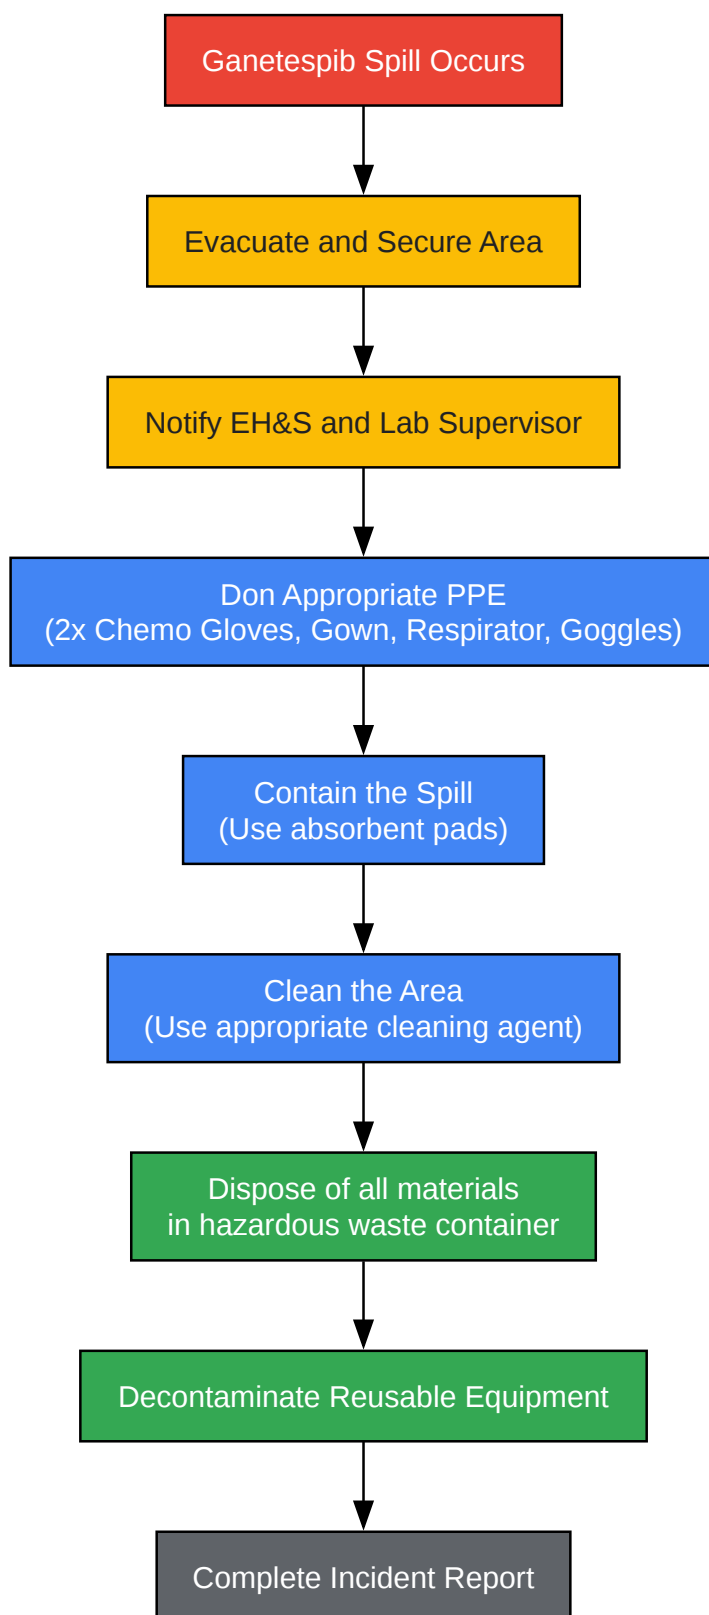 Ganetespib Spill Occurs
Evacuate and Secure Area
Notify EH&S and Lab Supervisor
Don Appropriate PPE
(2x Chemo Gloves, Gown, Respirator, Goggles)
Contain the Spill
(Use absorbent pads)
Clean the Area
(Use appropriate cleaning agent)
Dispose of all materials
in hazardous waste container
Decontaminate Reusable Equipment
Complete Incident Report